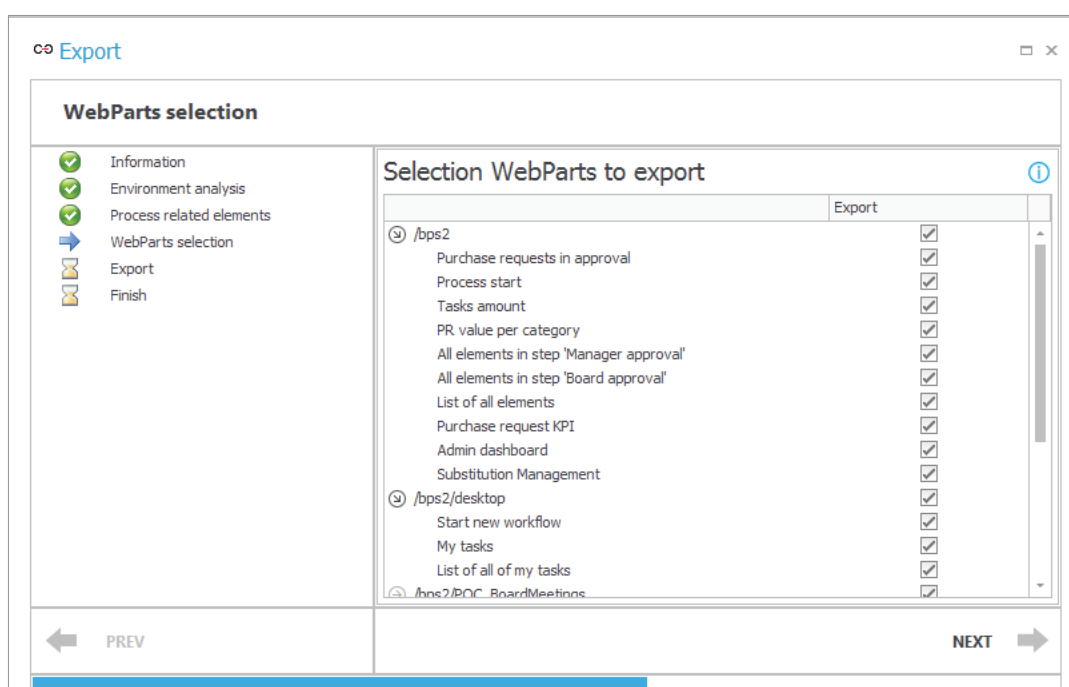 Export
WebParts selection
Information
Environment analysis
Process related elements
WebParts selection
Export
Finish
Selection WebParts to export
Export
/bps2
Purchase requests in approval
Process start
Tasks amount
PR value per category
All elements in step 'Manager approval'
All elements in step 'Board approval'
List of all elements
Purchase request KPI
Admin dashboard
Substitution Management
/bps2/desktop
Start new workflow
My tasks
List of all of my tasks
/bps2/POC_BoardMeetings
PREV
NEXT